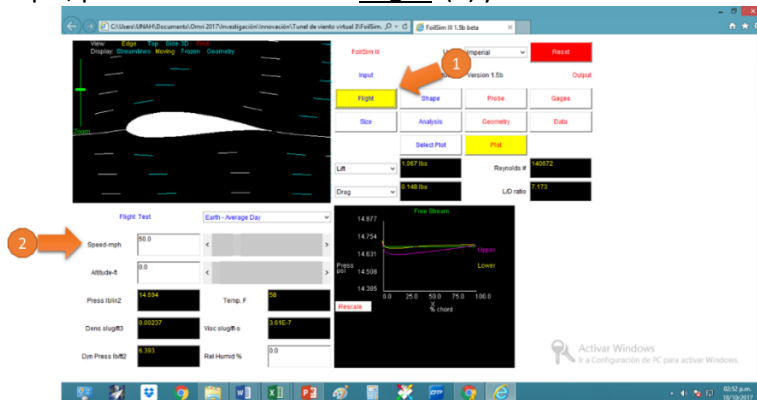 C:\Users\UNAH\Documents\Omni 2017\Investigación\Innovación\Tunel de viento virtual 3\FoilSim.
FoilSim III 1.5b beta
View: Edge Top Side-3D Find
Display: Streamlines Moving Frozen Geometry
Zoom
FoilSim III
Imperial
Reset
Input
Version 1.5b
Output
1
Flight
Shape
Probe
Gages
Size
Analysis
Geometry
Data
Select Plot
Plot
Lift
1.067 lbs
Reynolds #
140672
Drag
0.148 lbs
L/D ratio
7.173
Flight Test
Earth - Average Day
2
Speed-mph
50.0
Altitude-ft
0.0
Press lb/in2
14.694
Temp. F
Dens slug/ft3
0.00237
Visc slug/ft-s
3.61E-7
Dyn Press lb/ft2
6.393
Rel Humid %
0.0
Free Stream
14.877
14.754
14.631
14.508
14.385
Press
psi
Upper
Lower
Rescale
0.0 25.0 50.0 75.0 100.0
X
% chord
Activar Windows
Ir a Configuración de PC para activar Windows.
03:52 p.m.
18/10/2017